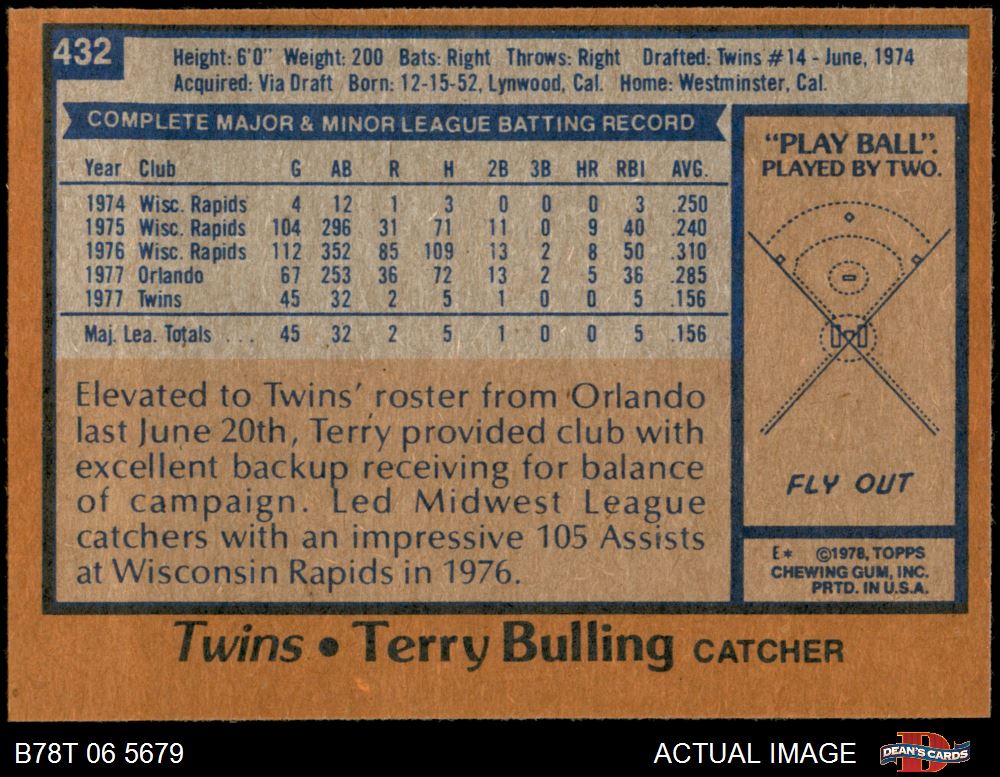 432
Height: 6'0" Weight: 200 Bats: Right Throws: Right Drafted: Twins #14 - June, 1974
Acquired: Via Draft Born: 12-15-52, Lynwood, Cal. Home: Westminster, Cal.
COMPLETE MAJOR & MINOR LEAGUE BATTING RECORD
Year Club G AB R H 2B 3B HR RBI AVG.
1974 Wisc. Rapids 4 12 1 3 0 0 0 3 .250
1975 Wisc. Rapids 104 296 31 71 11 0 9 40 .240
1976 Wisc. Rapids 112 352 85 109 13 2 8 50 .310
1977 Orlando 67 253 36 72 13 2 5 36 .285
1977 Twins 45 32 2 5 1 0 0 5 .156
Maj. Lea. Totals . . . 45 32 2 5 1 0 0 5 .156
Elevated to Twins' roster from Orlando
last June 20th, Terry provided club with
excellent backup receiving for balance
of campaign. Led Midwest League
catchers with an impressive 105 Assists
at Wisconsin Rapids in 1976.
"PLAY BALL".
PLAYED BY TWO.
FLY OUT
E* ©1978, TOPPS
CHEWING GUM, INC.
PRTD. IN U.S.A.
Twins • Terry Bulling CATCHER
B78T 06 5679
ACTUAL IMAGE
DEAN'S CARDS